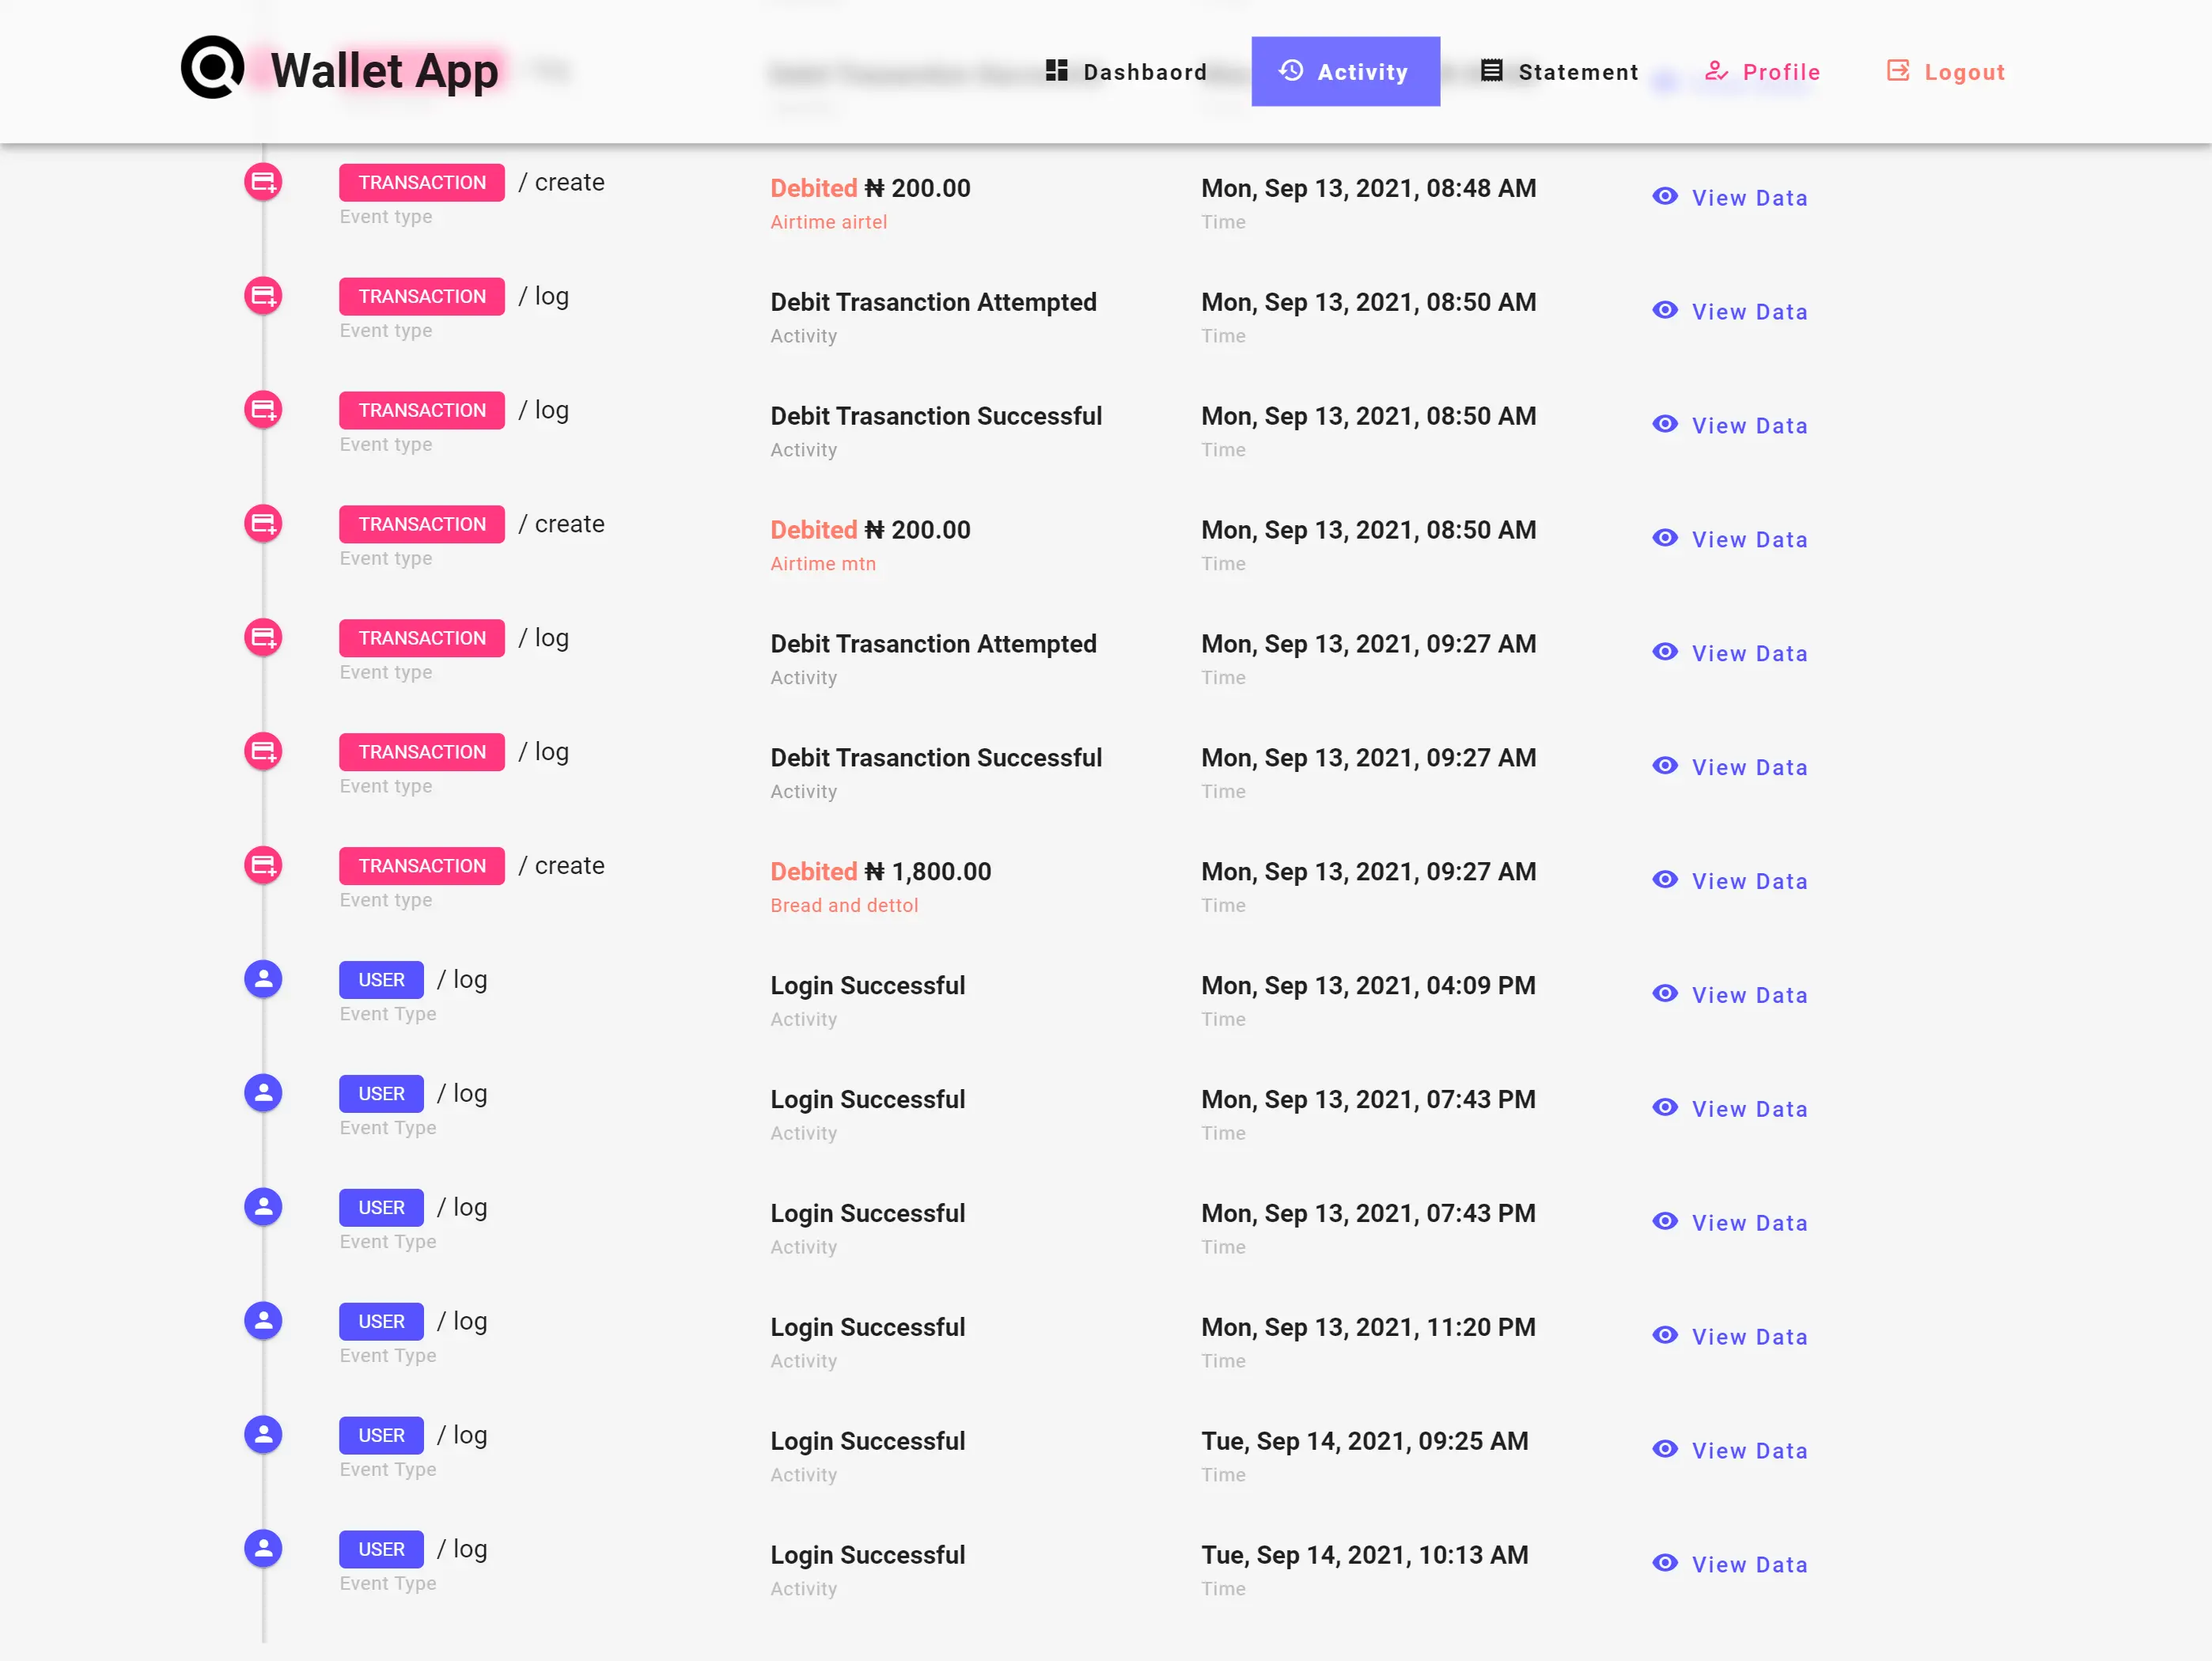 Wallet App Dashbaord Activity Statement Profile Logout
TRANSACTION / create Debited ₦ 200.00 Mon, Sep 13, 2021, 08:48 AM View Data
Event type Airtime airtel Time
TRANSACTION / log Debit Trasanction Attempted Mon, Sep 13, 2021, 08:50 AM View Data
Event type Activity Time
TRANSACTION / log Debit Trasanction Successful Mon, Sep 13, 2021, 08:50 AM View Data
Event type Activity Time
TRANSACTION / create Debited ₦ 200.00 Mon, Sep 13, 2021, 08:50 AM View Data
Event type Airtime mtn Time
TRANSACTION / log Debit Trasanction Attempted Mon, Sep 13, 2021, 09:27 AM View Data
Event type Activity Time
TRANSACTION / log Debit Trasanction Successful Mon, Sep 13, 2021, 09:27 AM View Data
Event type Activity Time
TRANSACTION / create Debited ₦ 1,800.00 Mon, Sep 13, 2021, 09:27 AM View Data
Event type Bread and dettol Time
USER / log Login Successful Mon, Sep 13, 2021, 04:09 PM View Data
Event Type Activity Time
USER / log Login Successful Mon, Sep 13, 2021, 07:43 PM View Data
Event Type Activity Time
USER / log Login Successful Mon, Sep 13, 2021, 07:43 PM View Data
Event Type Activity Time
USER / log Login Successful Mon, Sep 13, 2021, 11:20 PM View Data
Event Type Activity Time
USER / log Login Successful Tue, Sep 14, 2021, 09:25 AM View Data
Event Type Activity Time
USER / log Login Successful Tue, Sep 14, 2021, 10:13 AM View Data
Event Type Activity Time